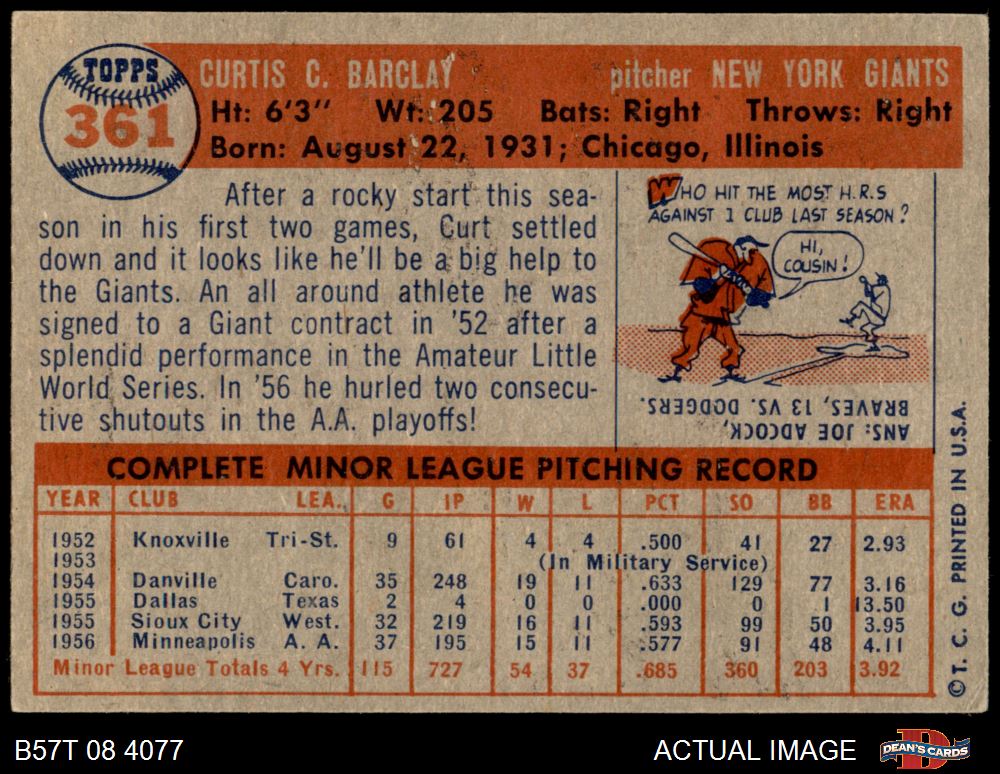 TOPPS
361
CURTIS C. BARCLAY pitcher NEW YORK GIANTS
Ht: 6'3" Wt: 205 Bats: Right Throws: Right
Born: August 22, 1931; Chicago, Illinois
After a rocky start this sea-
son in his first two games, Curt settled
down and it looks like he'll be a big help to
the Giants. An all around athlete he was
signed to a Giant contract in '52 after a
splendid performance in the Amateur Little
World Series. In '56 he hurled two consecu-
tive shutouts in the A.A. playoffs!
WHO HIT THE MOST H.R.S
AGAINST 1 CLUB LAST SEASON?
HI,
COUSIN!
ANS: JOE ADCOCK,
BRAVES, 13 VS. DODGERS.
COMPLETE MINOR LEAGUE PITCHING RECORD
YEAR CLUB LEA. G IP W L PCT SO BB ERA
1952 Knoxville Tri-St. 9 61 4 4 .500 41 27 2.93
1953 (In Military Service)
1954 Danville Caro. 35 248 19 11 .633 129 77 3.16
1955 Dallas Texas 2 4 0 0 .000 0 1 13.50
1955 Sioux City West. 32 219 16 11 .593 99 50 3.95
1956 Minneapolis A. A. 37 195 15 11 .577 91 48 4.11
Minor League Totals 4 Yrs. 115 727 54 37 .685 360 203 3.92
© T. C. G. PRINTED IN U.S.A.
B57T 08 4077 ACTUAL IMAGE DEAN'S CARDS